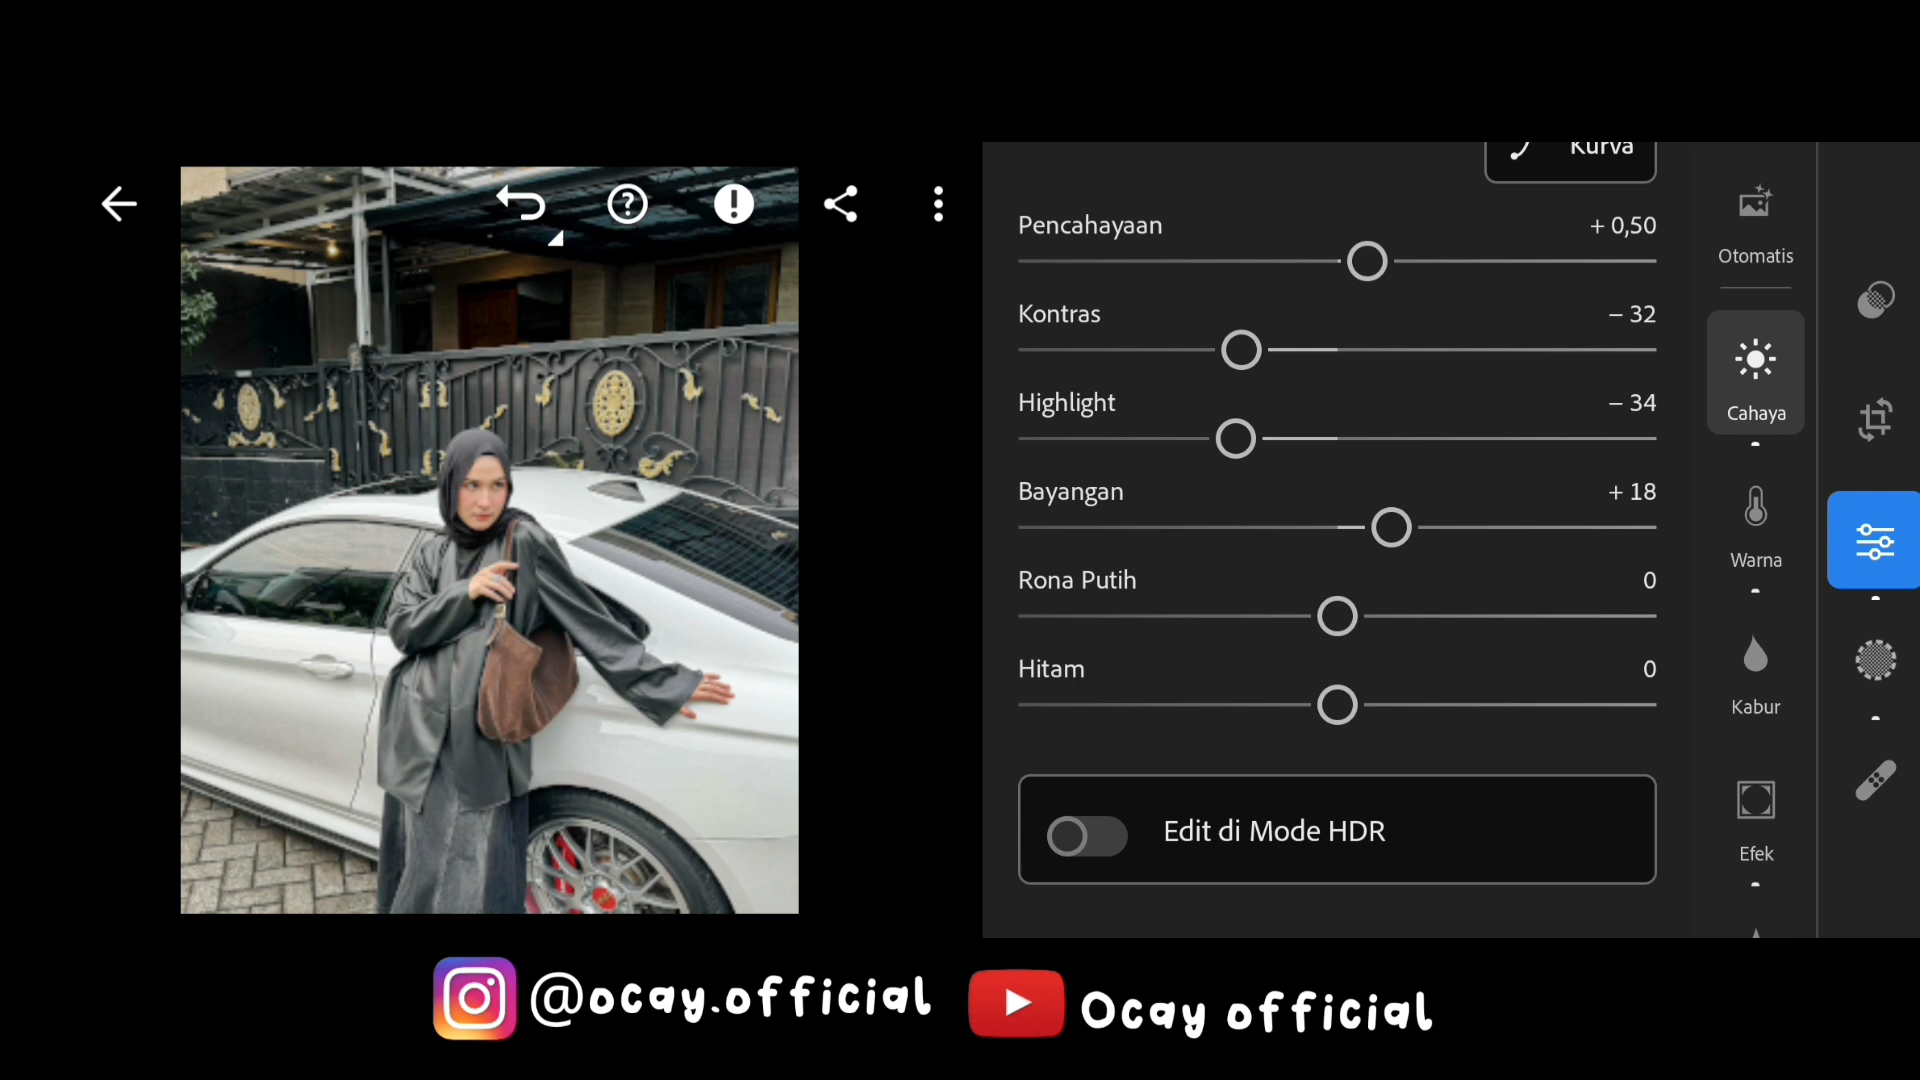 Kurva
Pencahayaan + 0,50
Kontras – 32
Highlight – 34
Bayangan + 18
Rona Putih 0
Hitam 0
Edit di Mode HDR
Otomatis
Cahaya
Warna
Kabur
Efek
@ocay.official
Ocay official